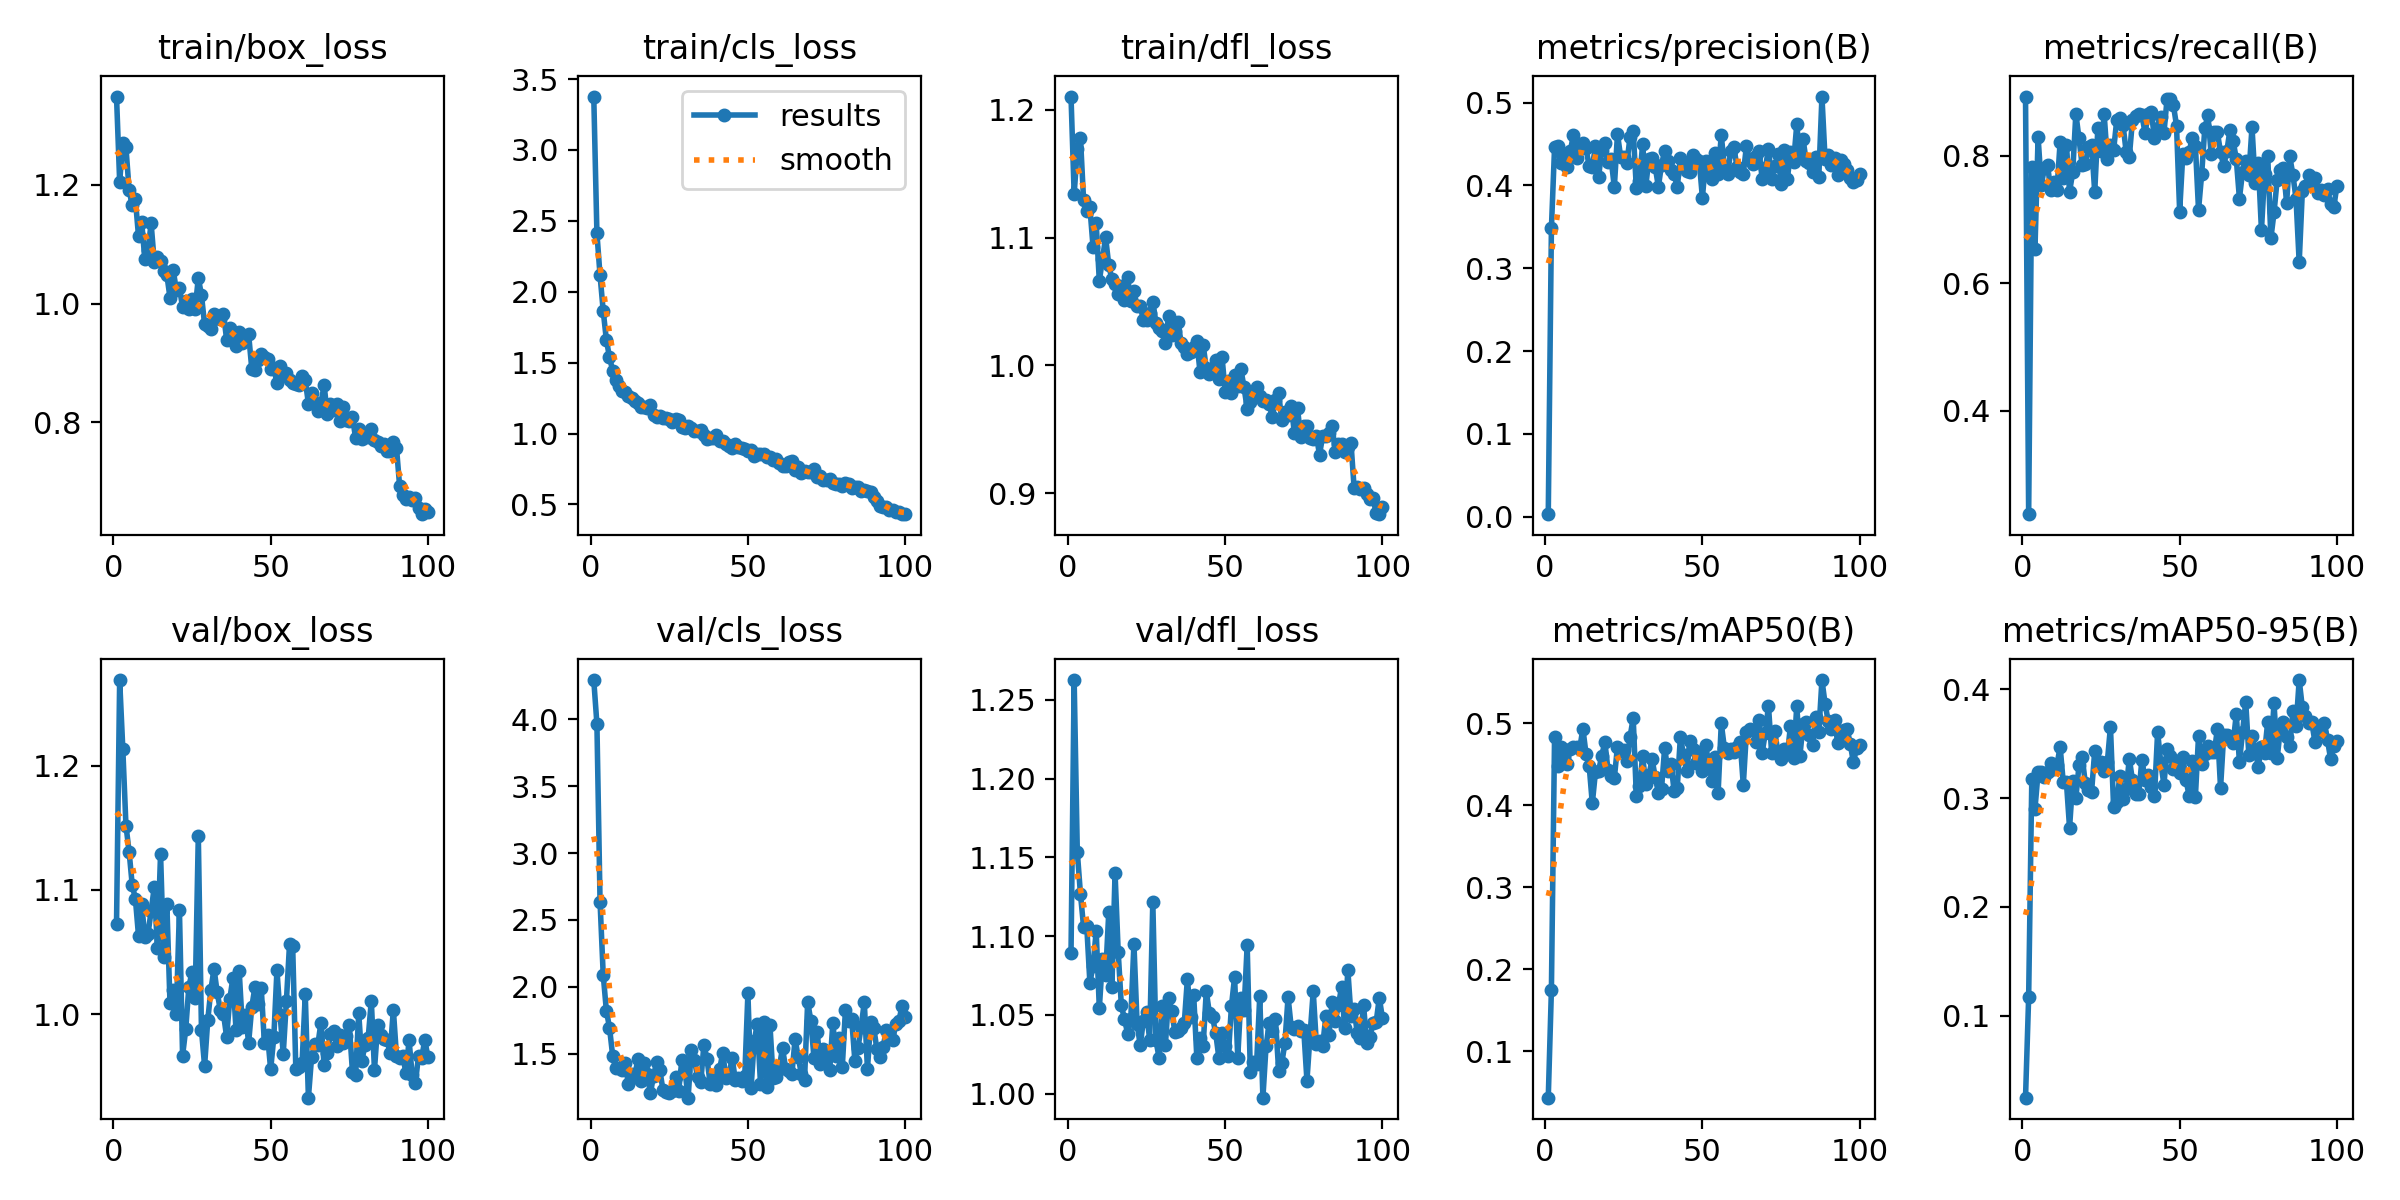 train/box_loss
1.2
1.0
0.8
0 50 100
train/cls_loss
3.5
3.0
2.5
2.0
1.5
1.0
0.5
0 50 100
results
smooth
train/dfl_loss
1.2
1.1
1.0
0.9
0 50 100
metrics/precision(B)
0.5
0.4
0.3
0.2
0.1
0.0
0 50 100
metrics/recall(B)
0.8
0.6
0.4
0 50 100
val/box_loss
1.2
1.1
1.0
0 50 100
val/cls_loss
4.0
3.5
3.0
2.5
2.0
1.5
0 50 100
val/dfl_loss
1.25
1.20
1.15
1.10
1.05
1.00
0 50 100
metrics/mAP50(B)
0.5
0.4
0.3
0.2
0.1
0 50 100
metrics/mAP50-95(B)
0.4
0.3
0.2
0.1
0 50 100